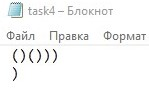 task4 – Блокнот
Файл Правка Формат
()()))
)